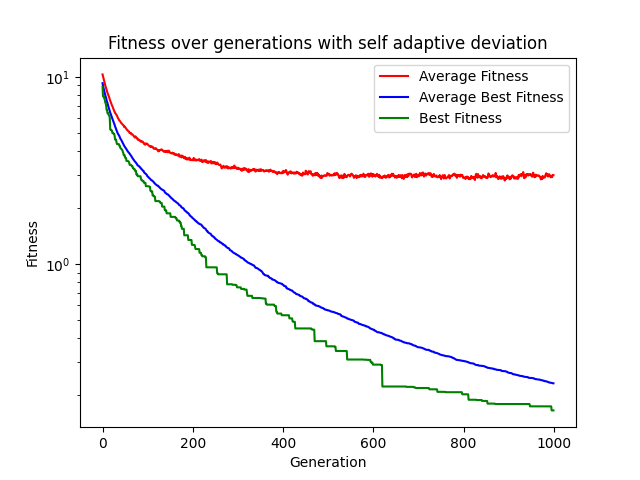 Fitness over generations with self adaptive deviation
Average Fitness
Average Best Fitness
Best Fitness
10¹
10⁰
Fitness
0 200 400 600 800 1000
Generation